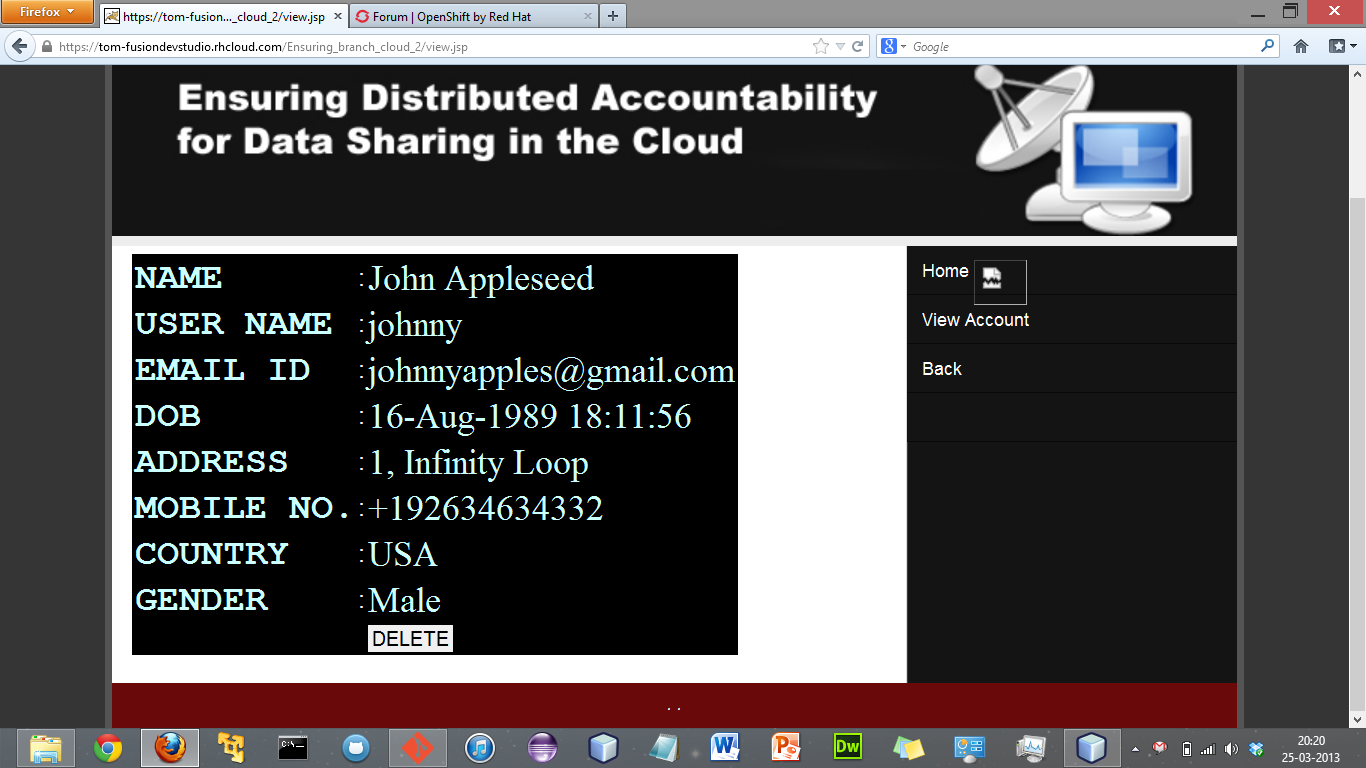 Firefox
https://tom-fusion..._cloud_2/view.jsp
Forum | OpenShift by Red Hat
https://tom-fusiondevstudio.rhcloud.com/Ensuring_branch_cloud_2/view.jsp
Google
Ensuring Distributed Accountability
for Data Sharing in the Cloud
NAME :John Appleseed
USER NAME :johnny
EMAIL ID :johnnyapples@gmail.com
DOB :16-Aug-1989 18:11:56
ADDRESS :1, Infinity Loop
MOBILE NO. :+192634634332
COUNTRY :USA
GENDER :Male
DELETE
Home
View Account
Back
. .
C:\_
Dw
20:20
25-03-2013